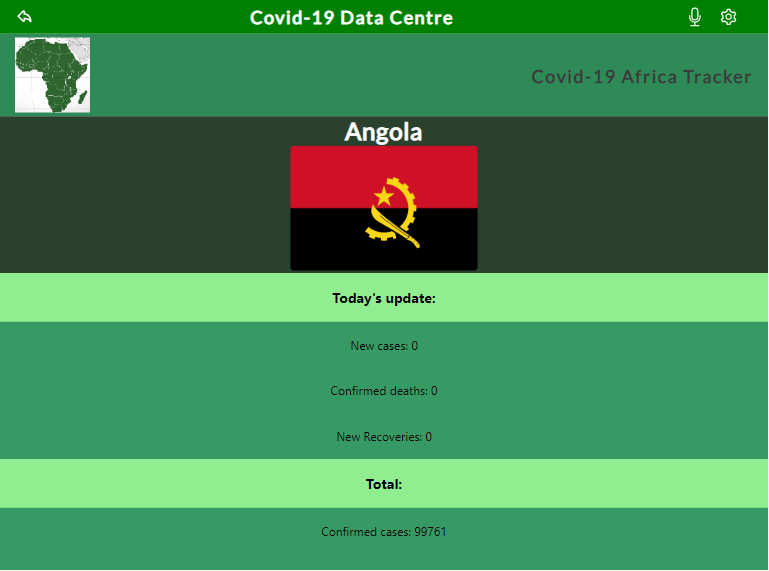 Covid-19 Data Centre
Covid-19 Africa Tracker
Angola
Today's update:
New cases: 0
Confirmed deaths: 0
New Recoveries: 0
Total:
Confirmed cases: 99761